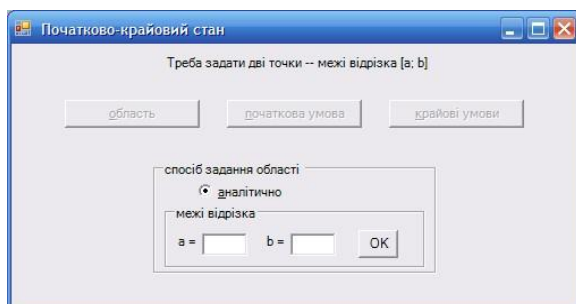 Початково-крайовий стан
Треба задати дві точки -- межі відрізка [a; b]
область початкова умова крайові умови
спосіб задання області
аналітично
межі відрізка
a = b = OK